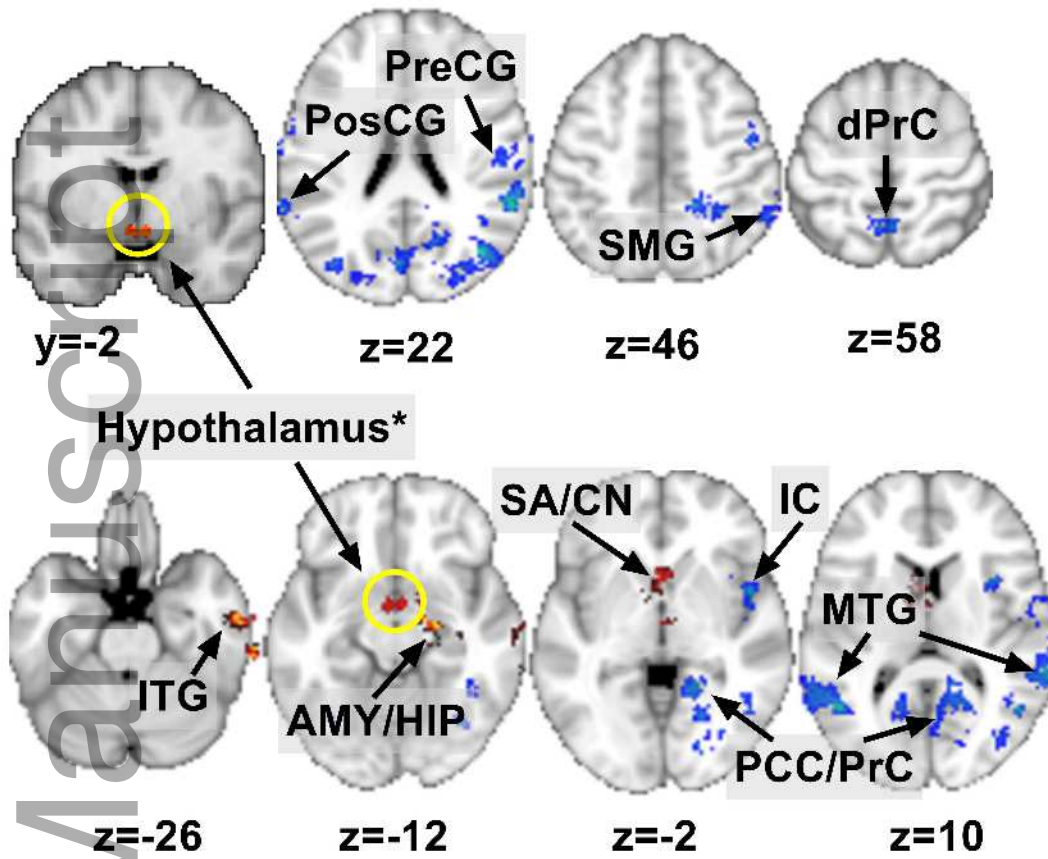 PreCG
PosCG
dPrC
SMG
y=-2
z=22
z=46
z=58
Hypothalamus*
SA/CN
IC
MTG
ITG
AMY/HIP
PCC/PrC
z=-26
z=-12
z=-2
z=10
Manuscript